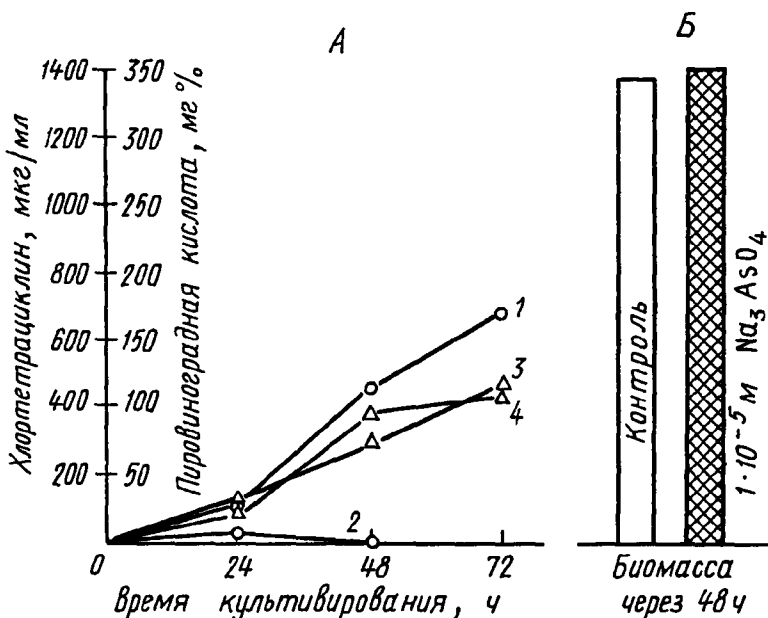 А
Б
Хлортетрациклин, мкг/мл
1400
1200
1000
800
600
400
200
Пировиноградная кислота, мг%
350
300
250
200
150
100
50
1
3
4
2
0
24
48
72
Время культивирования, ч
Контроль
1·10⁻⁵ м Na₃AsO₄
Биомасса
через 48 ч